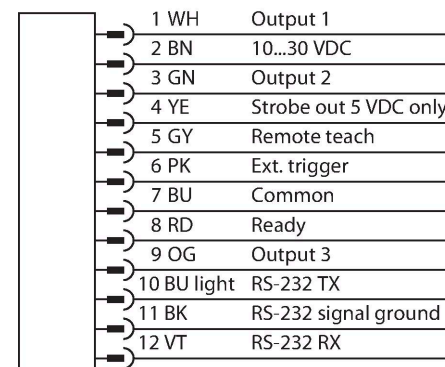 1 WH Output 1
2 BN 10...30 VDC
3 GN Output 2
4 YE Strobe out 5 VDC only
5 GY Remote teach
6 PK Ext. trigger
7 BU Common
8 RD Ready
9 OG Output 3
10 BU light RS-232 TX
11 BK RS-232 signal ground
12 VT RS-232 RX